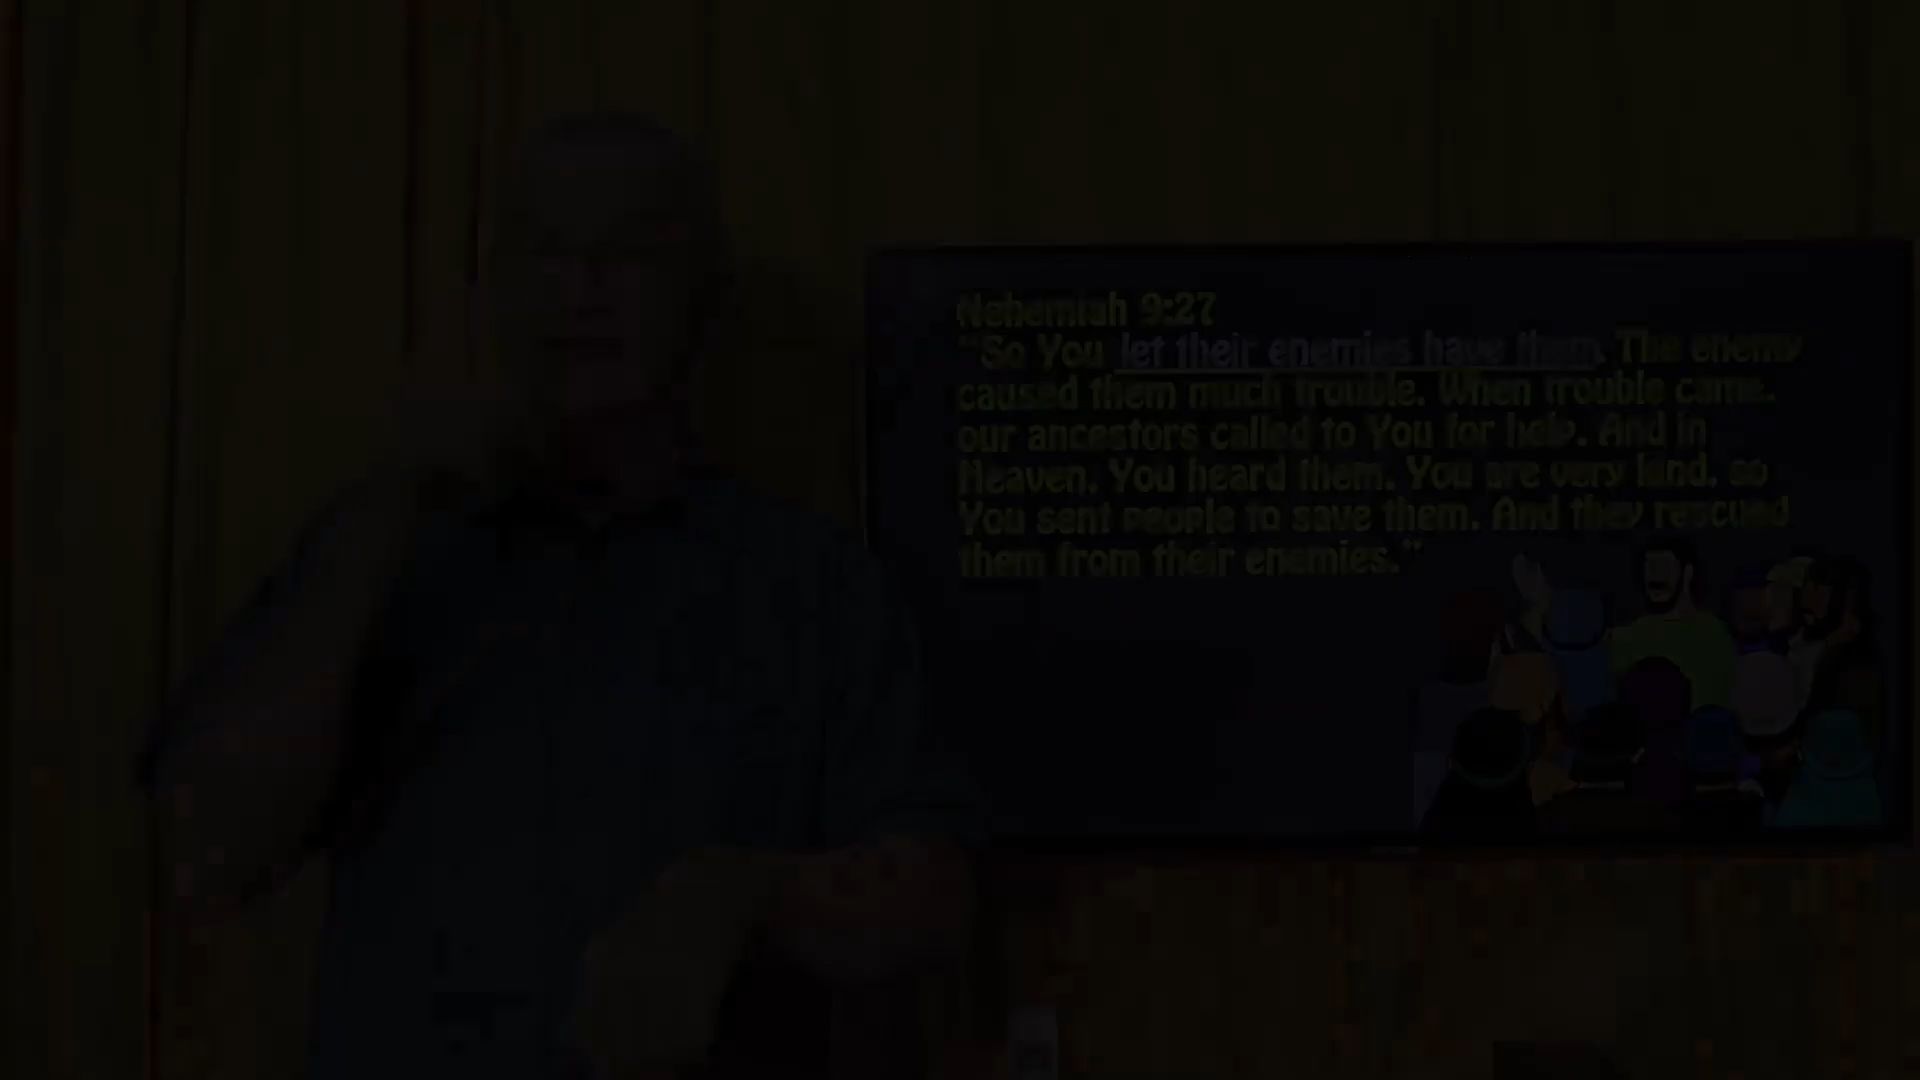 Nehemiah 9:27
"So You let their enemies have them. The enemy
caused them much trouble. When trouble came,
our ancestors called to You for help. And in
Heaven, You heard them. You are very kind, so
You sent people to save them. And they rescued
them from their enemies."